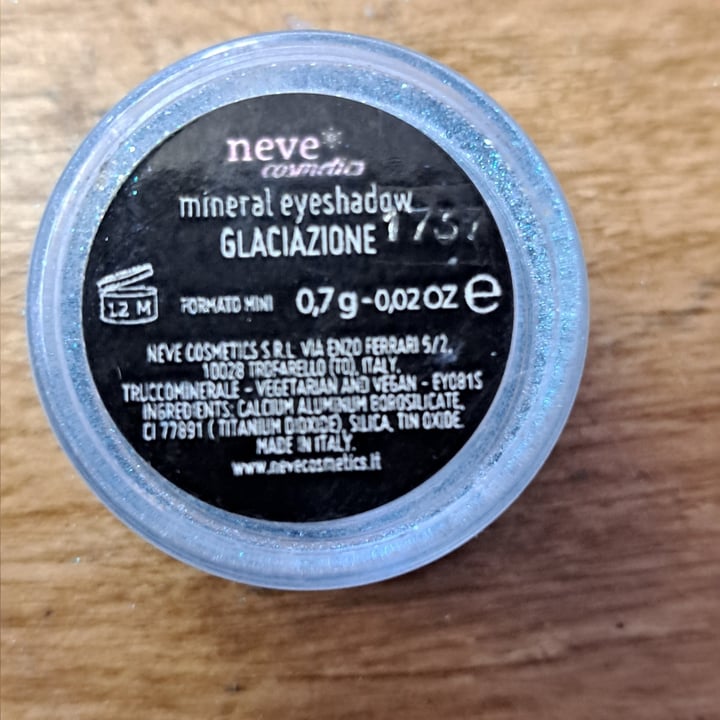 neve
cosmetics
mineral eyeshadow
GLACIAZIONE 1737
12 M FORMATO MINI 0,7 g - 0,02 OZ e
NEVE COSMETICS S.R.L. VIA ENZO FERRARI 5/2,
10028 TROFARELLO (TO), ITALY.
TRUCCOMINERALE - VEGETARIAN AND VEGAN - EY081S
INGREDIENTS: CALCIUM ALUMINUM BOROSILICATE,
CI 77891 ( TITANIUM DIOXIDE), SILICA, TIN OXIDE.
MADE IN ITALY.
www.nevecosmetics.it